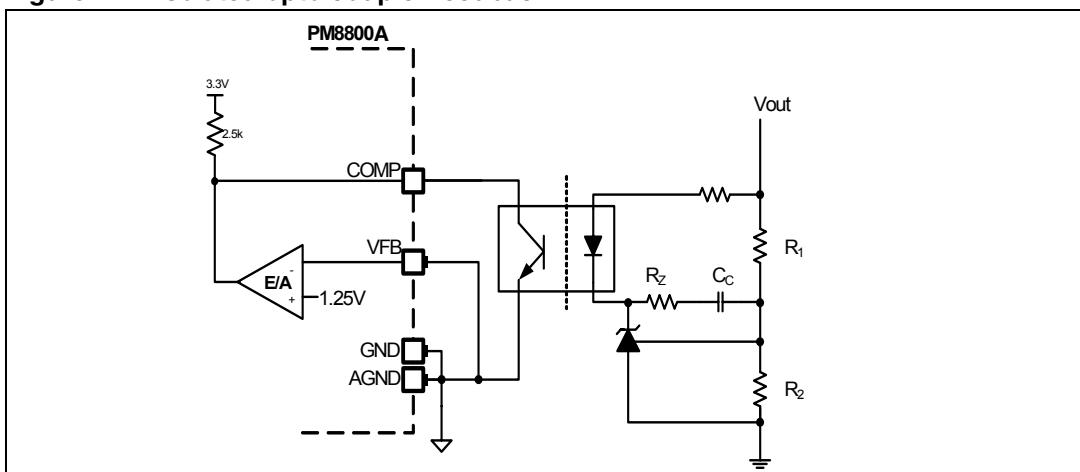 PM8800A
3.3V
2.5k
Vout
COMP
VFB
R1
RZ
CC
E/A
-
+
1.25V
GND
AGND
R2